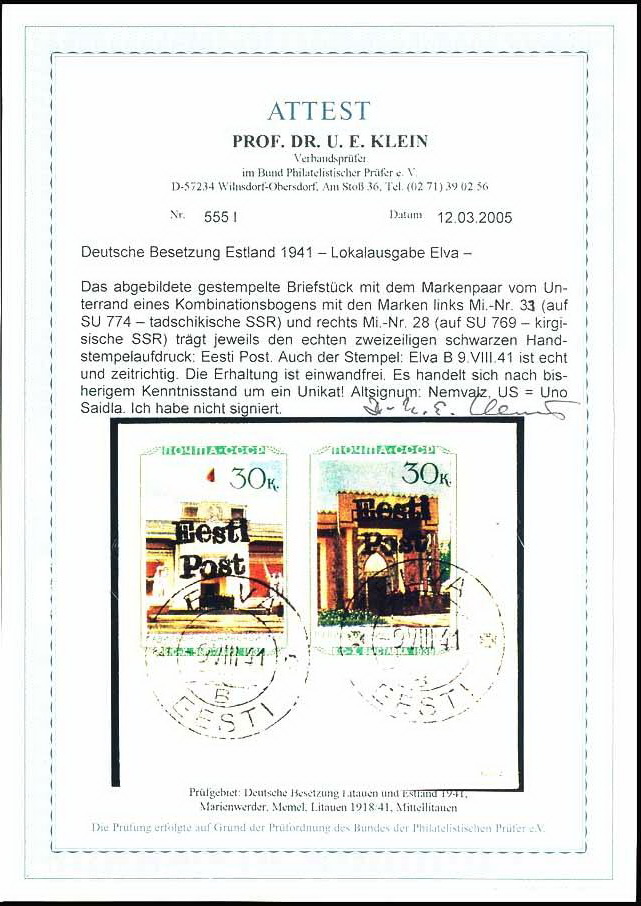 ATTEST
PROF. DR. U. E. KLEIN
Verbandsprüfer
im Bund Philatelistischer Prüfer e. V.
D-57234 Wilnsdorf-Obersdorf, Am Stoß 36, Tel. (02 71) 39 02 56
Nr. 555 I Datum 12.03.2005
Deutsche Besetzung Estland 1941 – Lokalausgabe Elva –
Das abgebildete gestempelte Briefstück mit dem Markenpaar vom Un-
terrand eines Kombinationsbogens mit den Marken links Mi.-Nr. 33 (auf
SU 774 – tadschikische SSR) und rechts Mi.-Nr. 28 (auf SU 769 – kirgi-
sische SSR) trägt jeweils den echten zweizeiligen schwarzen Hand-
stempelaufdruck: Eesti Post. Auch der Stempel: Elva B 9.VIII.41 ist echt
und zeitrichtig. Die Erhaltung ist einwandfrei. Es handelt sich nach bis-
herigem Kenntnisstand um ein Unikat! Altsignum: Nemvalz, US = Uno
Saidla. Ich habe nicht signiert.
ПОЧТА·СССР ПОЧТА·СССР
30к. 30к.
Eesti Eesti
Post Post
ELVA
-9.VIII.41 -9.VIII.41
B
EESTI EESTI
Prüfgebiet: Deutsche Besetzung Litauen und Estland 1941,
Marienwerder, Memel, Litauen 1918/41, Mittellitauen
Die Prüfung erfolgte auf Grund der Prüfordnung des Bundes der Philatelistischen Prüfer e.V.